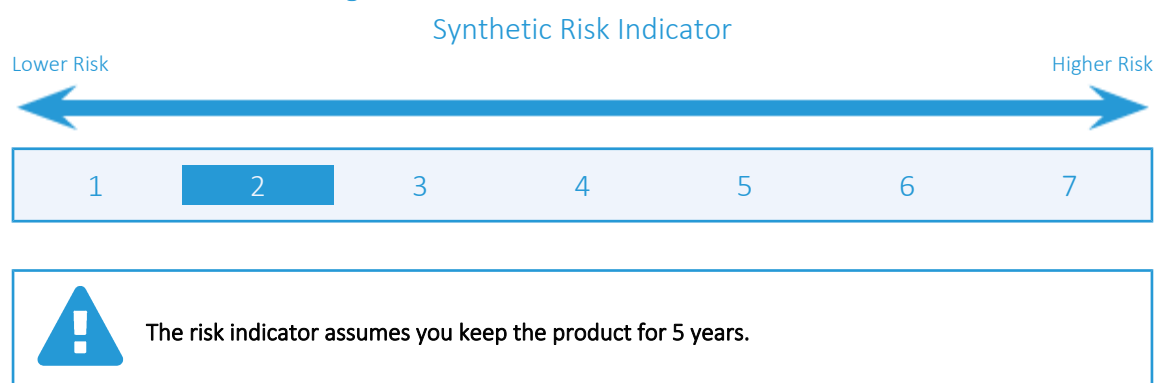 Synthetic Risk Indicator
Lower Risk Higher Risk
1 2 3 4 5 6 7
The risk indicator assumes you keep the product for 5 years.